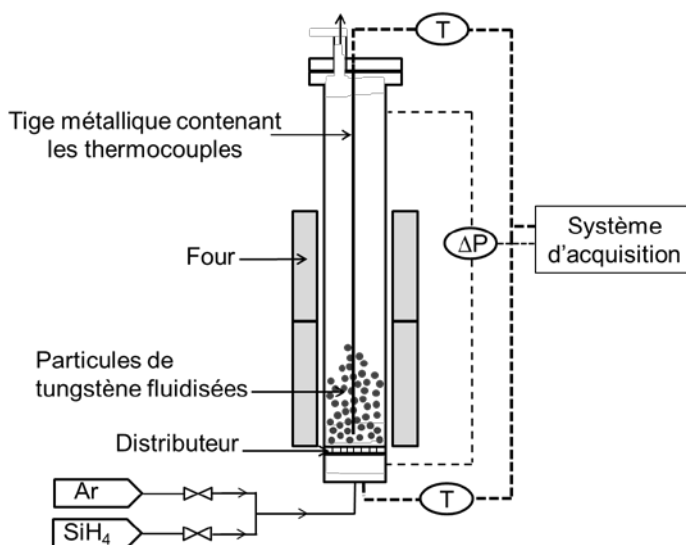 T
Tige métallique contenant
les thermocouples
Four
ΔP
Système
d'acquisition
Particules de
tungstène fluidisées
Distributeur
Ar
T
SiH₄